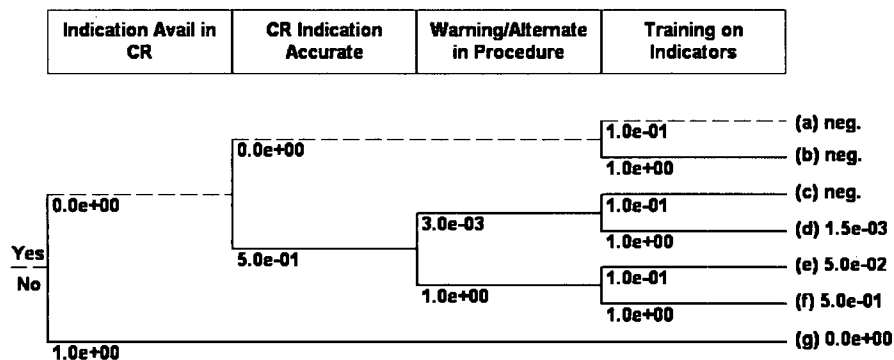 Indication Avail in
CR
CR Indication
Accurate
Warning/Alternate
in Procedure
Training on
Indicators
1.0e-01
(a) neg.
0.0e+00
(b) neg.
1.0e+00
0.0e+00
1.0e-01
(c) neg.
3.0e-03
1.0e+00
(d) 1.5e-03
Yes
5.0e-01
1.0e-01
(e) 5.0e-02
No
1.0e+00
1.0e+00
(f) 5.0e-01
1.0e+00
(g) 0.0e+00